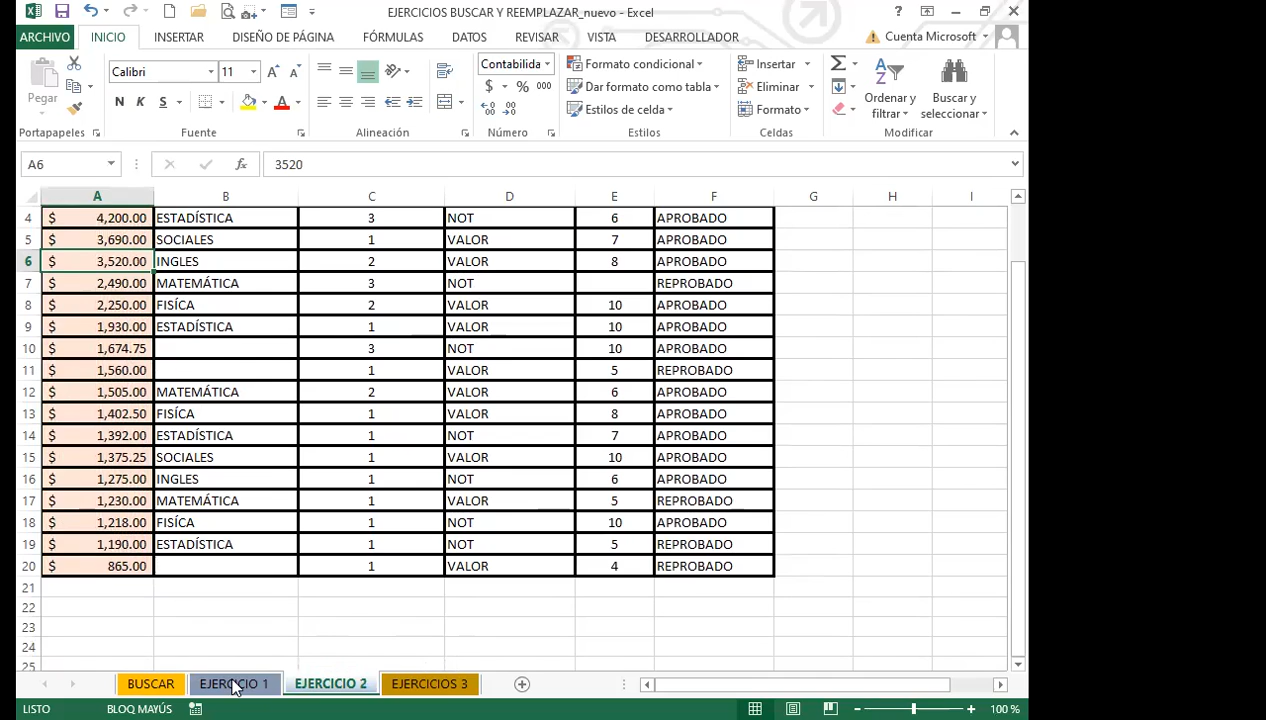 EJERCICIOS BUSCAR Y REEMPLAZAR_nuevo - Excel
ARCHIVO INICIO INSERTAR DISEÑO DE PÁGINA FÓRMULAS DATOS REVISAR VISTA DESARROLLADOR Cuenta Microsoft
Pegar Calibri 11 Contabilida Formato condicional Insertar Ordenar y filtrar Buscar y seleccionar
N K S $ % 000 Dar formato como tabla Eliminar
Estilos de celda Formato
Portapapeles Fuente Alineación Número Estilos Celdas Modificar
A6 fx 3520
A B C D E F G H I
4 $ 4,200.00 ESTADÍSTICA 3 NOT 6 APROBADO
5 $ 3,690.00 SOCIALES 1 VALOR 7 APROBADO
6 $ 3,520.00 INGLES 2 VALOR 8 APROBADO
7 $ 2,490.00 MATEMÁTICA 3 NOT REPROBADO
8 $ 2,250.00 FISÍCA 2 VALOR 10 APROBADO
9 $ 1,930.00 ESTADÍSTICA 1 VALOR 10 APROBADO
10 $ 1,674.75 3 NOT 10 APROBADO
11 $ 1,560.00 1 VALOR 5 REPROBADO
12 $ 1,505.00 MATEMÁTICA 2 VALOR 6 APROBADO
13 $ 1,402.50 FISÍCA 1 VALOR 8 APROBADO
14 $ 1,392.00 ESTADÍSTICA 1 NOT 7 APROBADO
15 $ 1,375.25 SOCIALES 1 VALOR 10 APROBADO
16 $ 1,275.00 INGLES 1 NOT 6 APROBADO
17 $ 1,230.00 MATEMÁTICA 1 VALOR 5 REPROBADO
18 $ 1,218.00 FISÍCA 1 NOT 10 APROBADO
19 $ 1,190.00 ESTADÍSTICA 1 NOT 5 REPROBADO
20 $ 865.00 1 VALOR 4 REPROBADO
21
22
23
24
25
BUSCAR EJERCICIO 1 EJERCICIO 2 EJERCICIOS 3
LISTO BLOQ MAYÚS 100 %